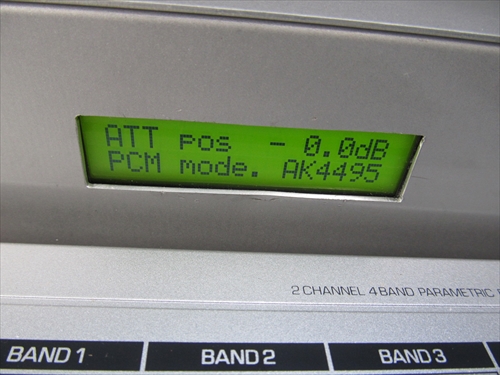 ATT pos - 0.0dB
PCM mode. AK4495
2 CHANNEL 4 BAND PARAMETRIC
BAND 1 BAND 2 BAND 3